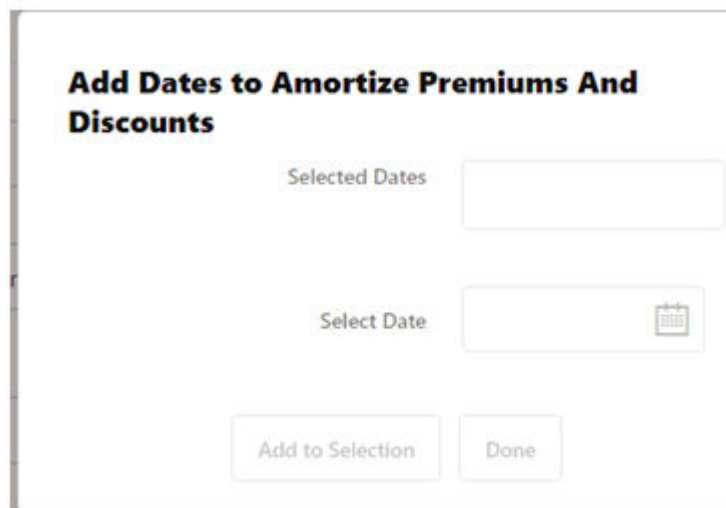 Add Dates to Amortize Premiums And
Discounts
Selected Dates
Select Date
Add to Selection
Done